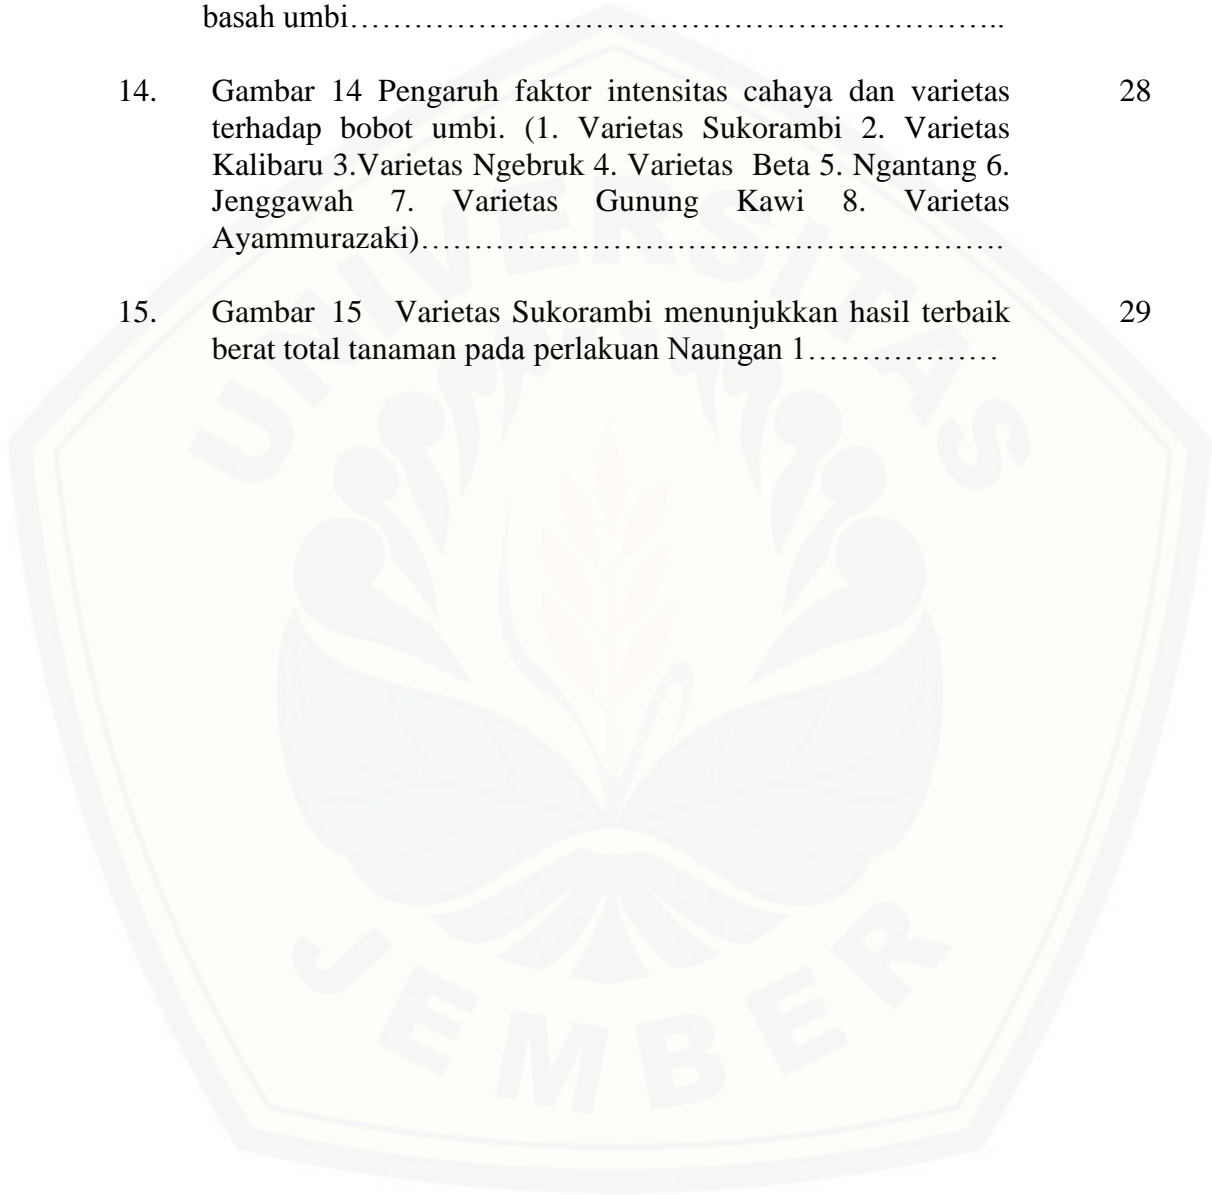 basah umbi…………………………………………………………..
14. Gambar 14 Pengaruh faktor intensitas cahaya dan varietas 28
terhadap bobot umbi. (1. Varietas Sukorambi 2. Varietas
Kalibaru 3.Varietas Ngebruk 4. Varietas Beta 5. Ngantang 6.
Jenggawah 7. Varietas Gunung Kawi 8. Varietas
Ayammurazaki)……………………………………………….
15. Gambar 15 Varietas Sukorambi menunjukkan hasil terbaik 29
berat total tanaman pada perlakuan Naungan 1………………
UNIVERSITAS
JEMBER